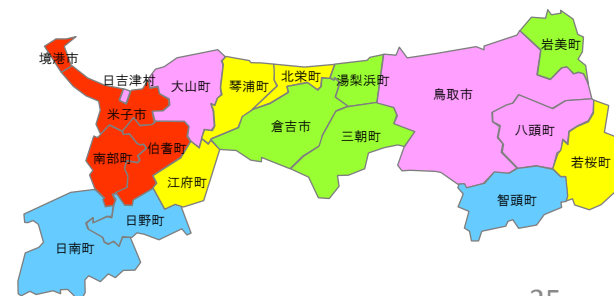 岩美町
境港市
日吉津村
大山町
琴浦町
北栄町
湯梨浜町
鳥取市
米子市
倉吉市
三朝町
八頭町
南部町
伯耆町
江府町
若桜町
智頭町
日野町
日南町